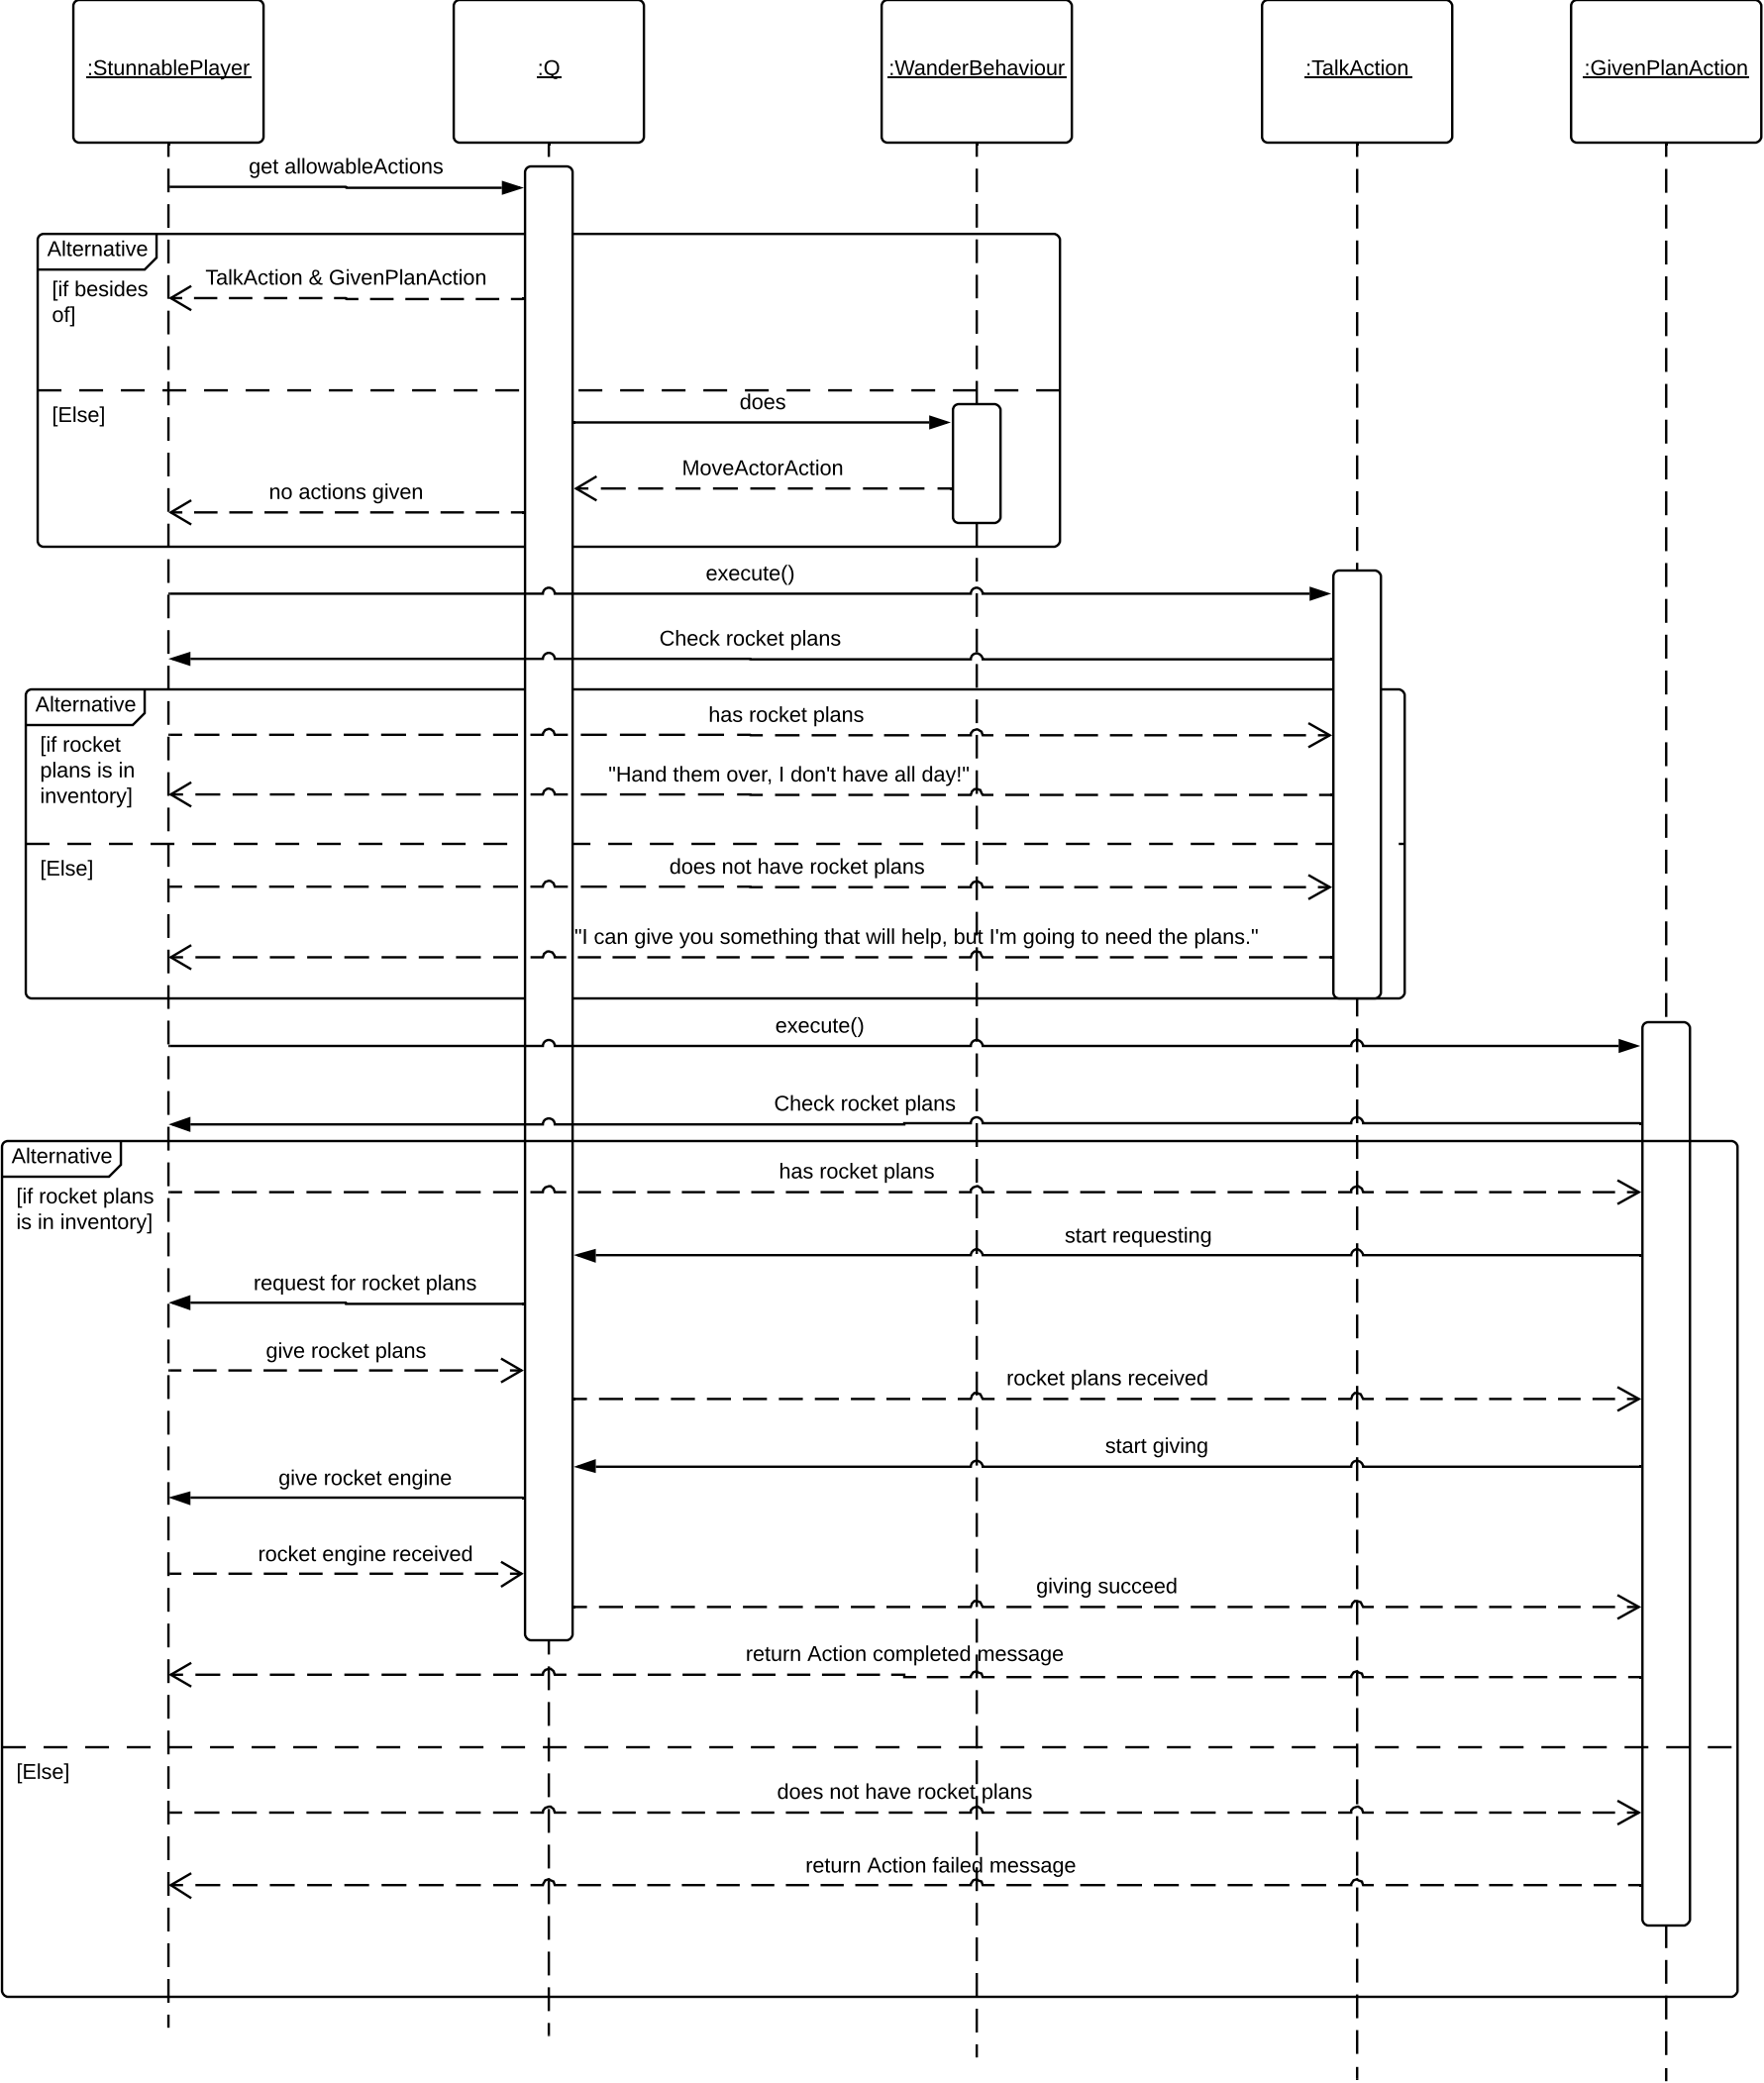 :StunnablePlayer
:Q
:WanderBehaviour
:TalkAction
:GivenPlanAction
get allowableActions
Alternative
TalkAction & GivenPlanAction
[if besides
of]
does
[Else]
MoveActorAction
no actions given
execute()
Check rocket plans
Alternative
has rocket plans
[if rocket
plans is in
inventory]
"Hand them over, I don't have all day!"
does not have rocket plans
[Else]
"I can give you something that will help, but I'm going to need the plans."
execute()
Check rocket plans
Alternative
has rocket plans
[if rocket plans
is in inventory]
start requesting
request for rocket plans
give rocket plans
rocket plans received
start giving
give rocket engine
rocket engine received
giving succeed
return Action completed message
[Else]
does not have rocket plans
return Action failed message